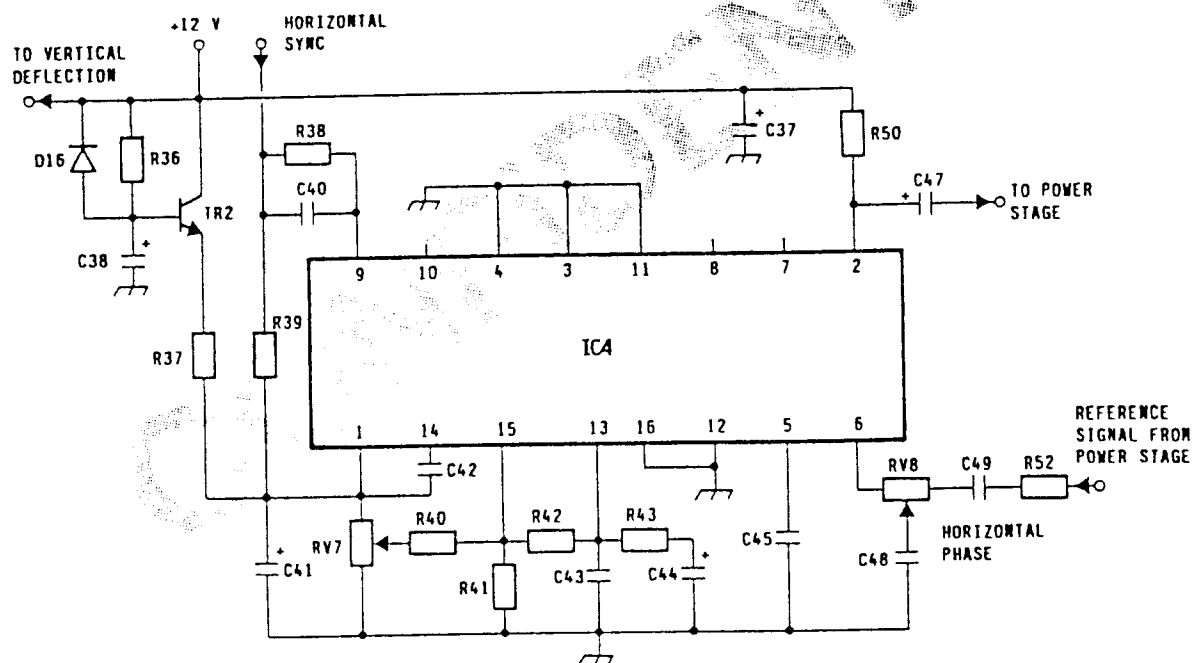 +12 V
HORIZONTAL
SYNC
TO VERTICAL
DEFLECTION
R38
+
C37
R50
D16
R36
C40
+
C47
TO POWER
STAGE
TR2
+
C38
9
10
4
3
11
8
7
2
R39
R37
IC4
1
14
15
13
16
12
5
6
REFERENCE
SIGNAL FROM
POWER STAGE
C42
RV8
C49
R52
R40
R42
R43
RV7
HORIZONTAL
PHASE
+
C41
R41
C43
+
C44
C45
C48